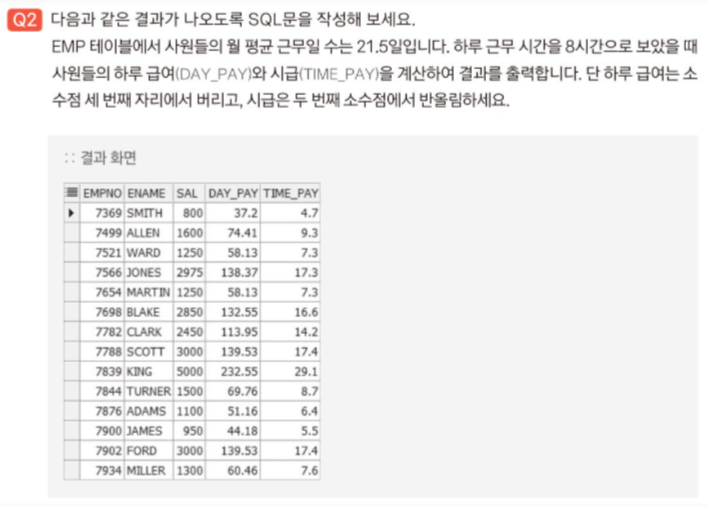 Q2 다음과 같은 결과가 나오도록 SQL문을 작성해 보세요.
EMP 테이블에서 사원들의 월 평균 근무일 수는 21.5일입니다. 하루 근무 시간을 8시간으로 보았을 때
사원들의 하루 급여(DAY_PAY)와 시급(TIME_PAY)을 계산하여 결과를 출력합니다. 단 하루 급여는 소
수점 세 번째 자리에서 버리고, 시급은 두 번째 소수점에서 반올림하세요.
:: 결과 화면
EMPNO ENAME SAL DAY_PAY TIME_PAY
7369 SMITH 800 37.2 4.7
7499 ALLEN 1600 74.41 9.3
7521 WARD 1250 58.13 7.3
7566 JONES 2975 138.37 17.3
7654 MARTIN 1250 58.13 7.3
7698 BLAKE 2850 132.55 16.6
7782 CLARK 2450 113.95 14.2
7788 SCOTT 3000 139.53 17.4
7839 KING 5000 232.55 29.1
7844 TURNER 1500 69.76 8.7
7876 ADAMS 1100 51.16 6.4
7900 JAMES 950 44.18 5.5
7902 FORD 3000 139.53 17.4
7934 MILLER 1300 60.46 7.6